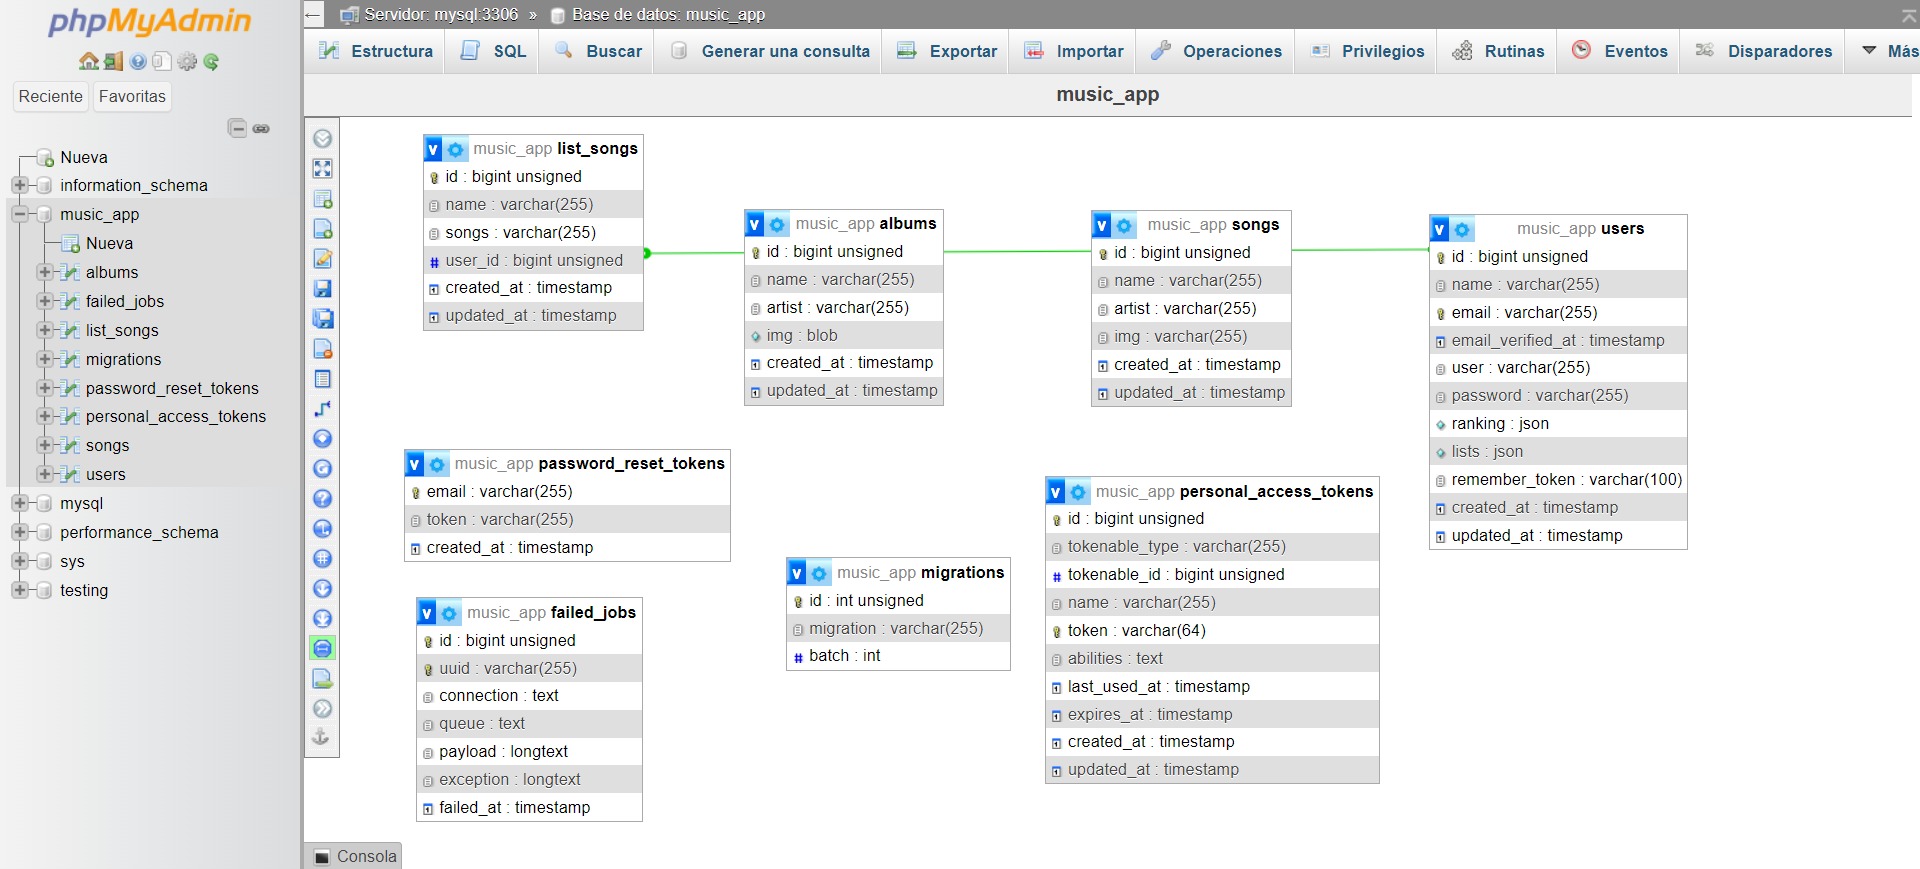 phpMyAdmin
Reciente Favoritas
Nueva
information_schema
music_app
Nueva
albums
failed_jobs
list_songs
migrations
password_reset_tokens
personal_access_tokens
songs
users
mysql
performance_schema
sys
testing
Servidor: mysql:3306 » Base de datos: music_app
Estructura SQL Buscar Generar una consulta Exportar Importar Operaciones Privilegios Rutinas Eventos Disparadores Más
music_app
music_app list_songs
id : bigint unsigned
name : varchar(255)
songs : varchar(255)
user_id : bigint unsigned
created_at : timestamp
updated_at : timestamp
music_app albums
id : bigint unsigned
name : varchar(255)
artist : varchar(255)
img : blob
created_at : timestamp
updated_at : timestamp
music_app songs
id : bigint unsigned
name : varchar(255)
artist : varchar(255)
img : varchar(255)
created_at : timestamp
updated_at : timestamp
music_app users
id : bigint unsigned
name : varchar(255)
email : varchar(255)
email_verified_at : timestamp
user : varchar(255)
password : varchar(255)
ranking : json
lists : json
remember_token : varchar(100)
created_at : timestamp
updated_at : timestamp
music_app password_reset_tokens
email : varchar(255)
token : varchar(255)
created_at : timestamp
music_app failed_jobs
id : bigint unsigned
uuid : varchar(255)
connection : text
queue : text
payload : longtext
exception : longtext
failed_at : timestamp
music_app migrations
id : int unsigned
migration : varchar(255)
batch : int
music_app personal_access_tokens
id : bigint unsigned
tokenable_type : varchar(255)
tokenable_id : bigint unsigned
name : varchar(255)
token : varchar(64)
abilities : text
last_used_at : timestamp
expires_at : timestamp
created_at : timestamp
updated_at : timestamp
Consola